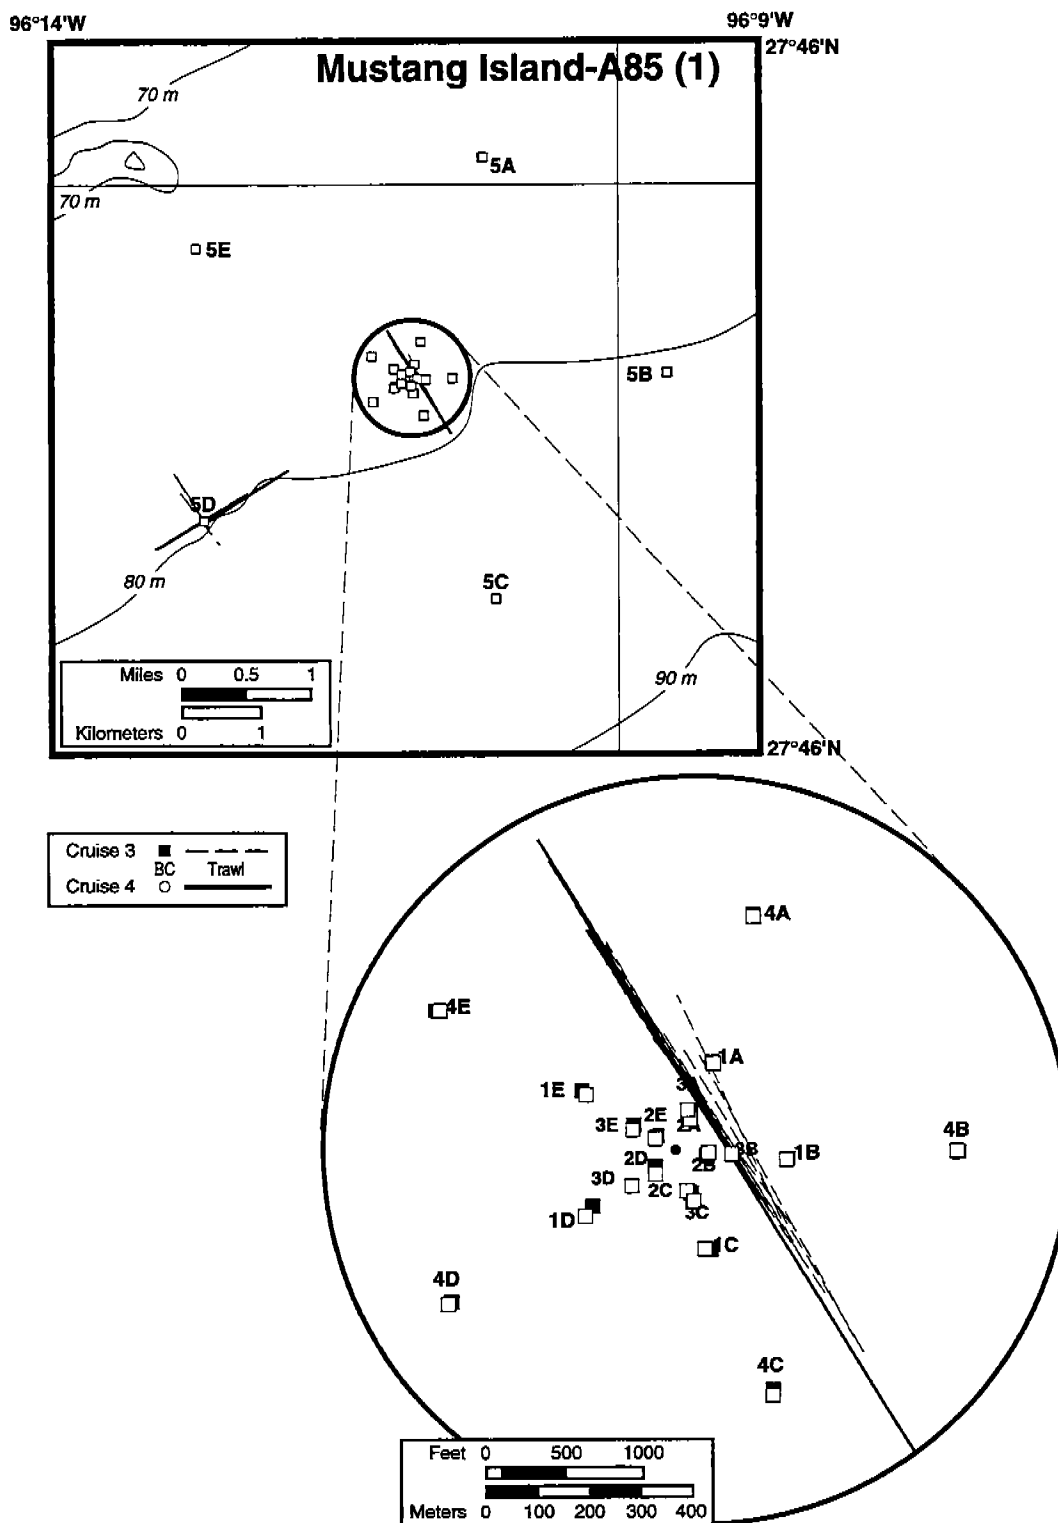 96°14'W
96°9'W
27°46'N
Mustang Island-A85 (1)
70 m
5A
70 m
5E
5B
5D
80 m
5C
90 m
Miles 0 0.5 1
Kilometers 0 1
27°46'N
Cruise 3
BC Trawl
Cruise 4
4A
4E
1A
1E
3E
2E
2A
4B
3B
1B
2B
2D
3D
2C
3C
1D
1C
4D
4C
Feet 0 500 1000
Meters 0 100 200 300 400